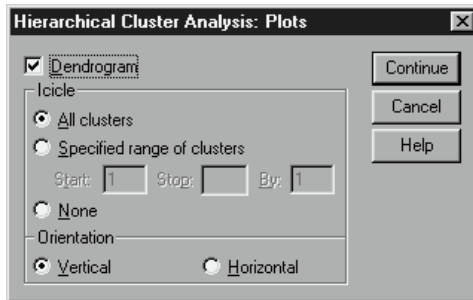 Hierarchical Cluster Analysis: Plots
Dendrogram
Continue
Icicle
Cancel
All clusters
Specified range of clusters
Help
Start: 1 Stop: By: 1
None
Orientation
Vertical Horizontal